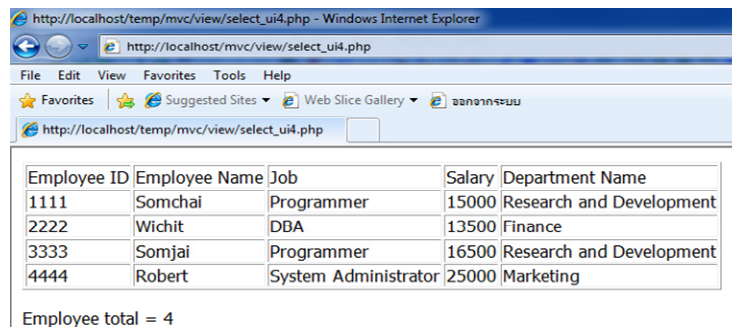 http://localhost/temp/mvc/view/select_ui4.php - Windows Internet Explorer
http://localhost/mvc/view/select_ui4.php
File Edit View Favorites Tools Help
Favorites Suggested Sites Web Slice Gallery ออกจากระบบ
http://localhost/temp/mvc/view/select_ui4.php
Employee ID Employee Name Job Salary Department Name
1111 Somchai Programmer 15000 Research and Development
2222 Wichit DBA 13500 Finance
3333 Somjai Programmer 16500 Research and Development
4444 Robert System Administrator 25000 Marketing
Employee total = 4